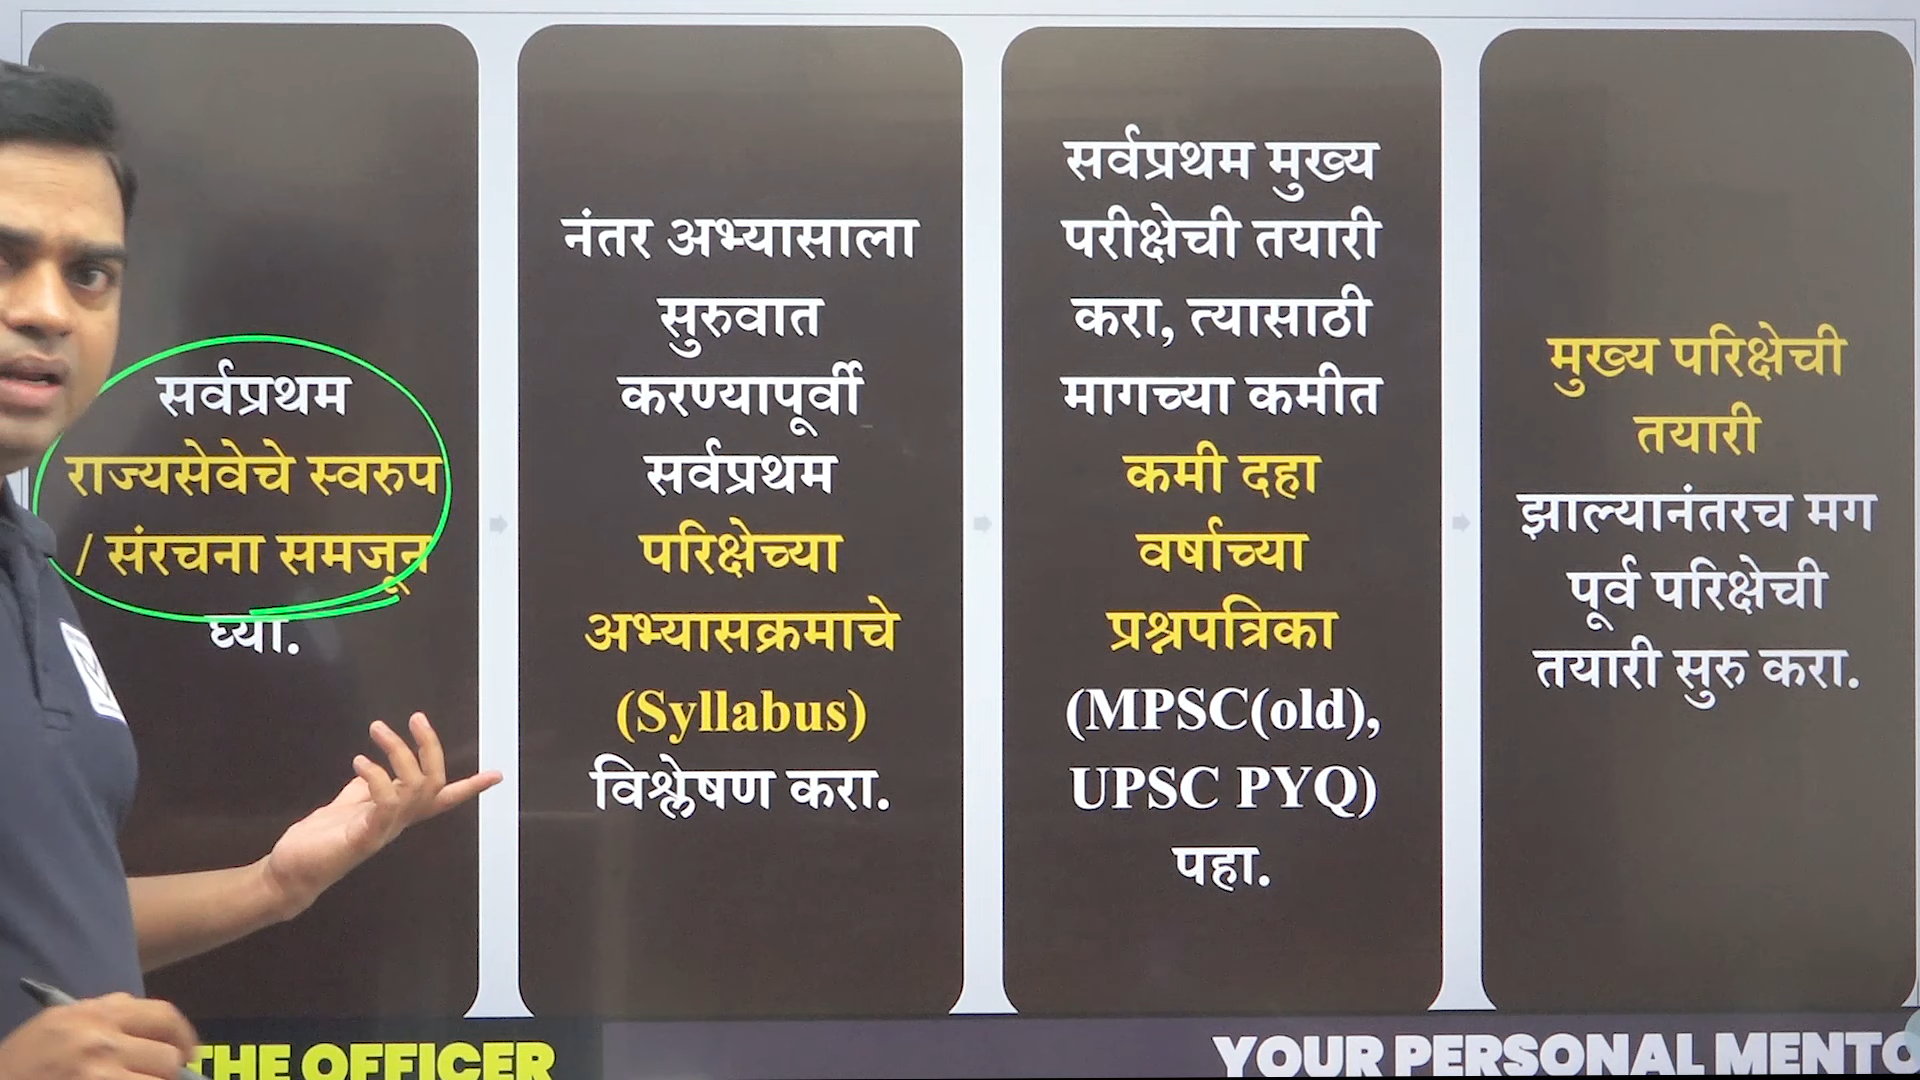 सर्वप्रथम
राज्यसेवेचे स्वरुप
/ संरचना समजून
घ्या.
नंतर अभ्यासाला
सुरुवात
करण्यापूर्वी
सर्वप्रथम
परिक्षेच्या
अभ्यासक्रमाचे
(Syllabus)
विश्लेषण करा.
सर्वप्रथम मुख्य
परीक्षेची तयारी
करा, त्यासाठी
मागच्या कमीत
कमी दहा
वर्षाच्या
प्रश्नपत्रिका
(MPSC(old),
UPSC PYQ)
पहा.
मुख्य परिक्षेची
तयारी
झाल्यानंतरच मग
पूर्व परिक्षेची
तयारी सुरु करा.
THE OFFICER
YOUR PERSONAL MENTO